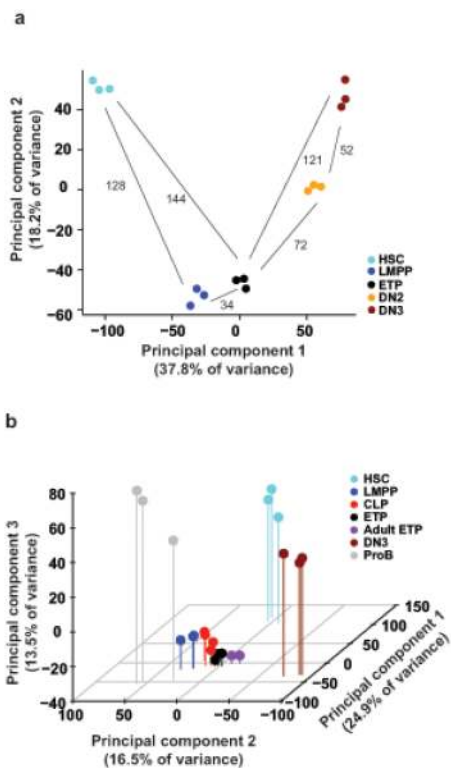 a
Principal component 2
(18.2% of variance)
40
20
0
−20
−40
−60
128
144
121
52
72
34
HSC
LMPP
ETP
DN2
DN3
−100
−50
0
50
Principal component 1
(37.8% of variance)
b
HSC
LMPP
CLP
ETP
Adult ETP
DN3
ProB
Principal component 3
(13.5% of variance)
80
60
40
20
0
−20
−40
100
50
0
−50
−100
Principal component 2
(16.5% of variance)
150
100
50
0
−50
−100
Principal component 1
(24.9% of variance)